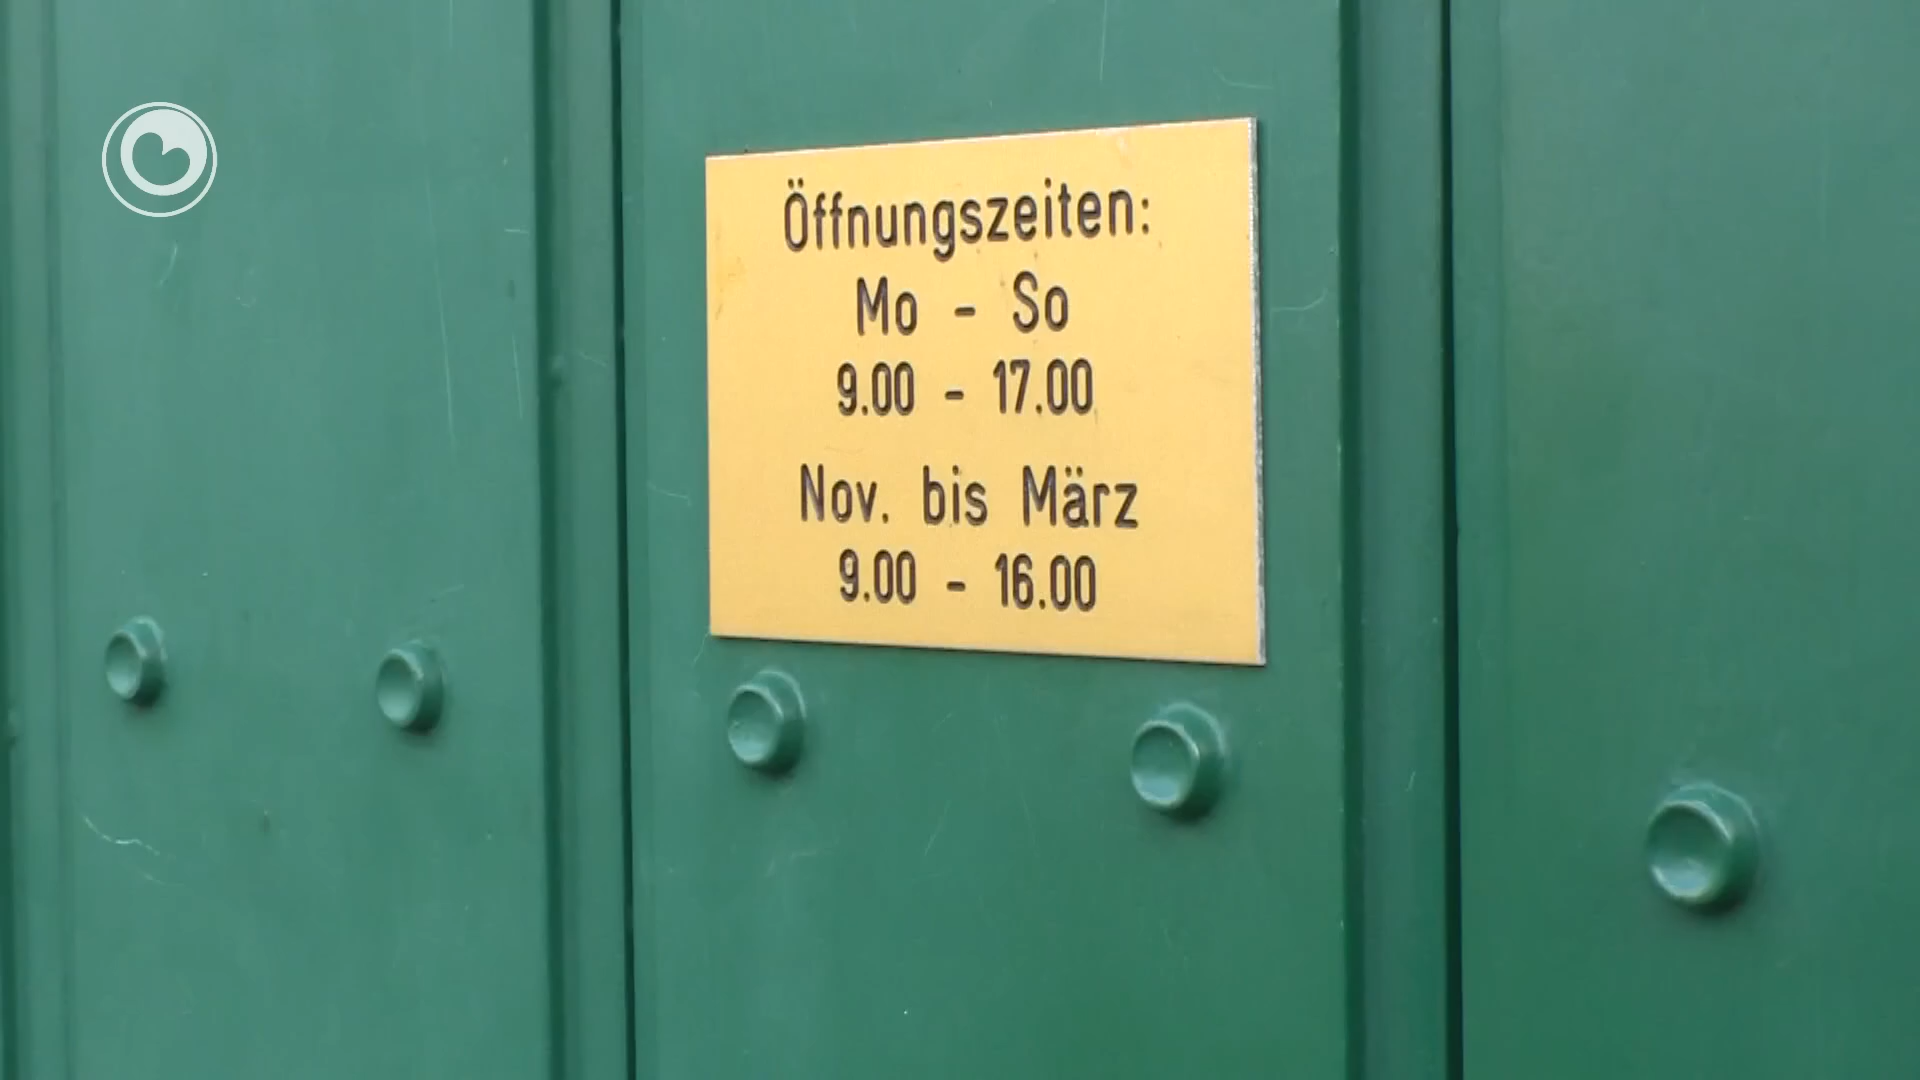 Öffnungszeiten:
Mo - So
9.00 - 17.00
Nov. bis März
9.00 - 16.00